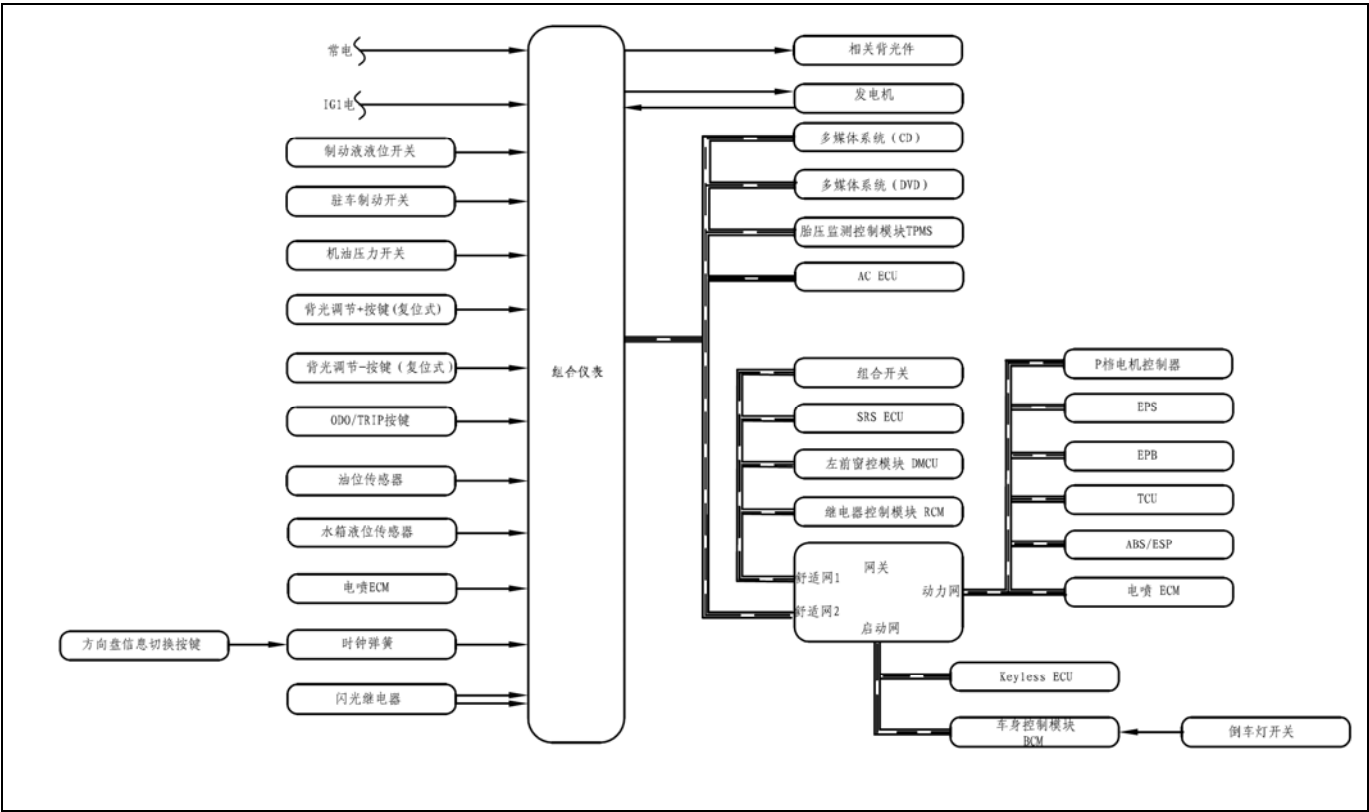 常电
IG1电
制动液液位开关
驻车制动开关
机油压力开关
背光调节+按键(复位式)
背光调节-按键（复位式）
ODO/TRIP按键
油位传感器
水箱液位传感器
电喷ECM
方向盘信息切换按键
时钟弹簧
闪光继电器
组合仪表
相关背光件
发电机
多媒体系统（CD）
多媒体系统（DVD）
胎压监测控制模块TPMS
AC ECU
组合开关
SRS ECU
左前窗控模块 DMCU
继电器控制模块 RCM
网关
舒适网1
动力网
舒适网2
启动网
P档电机控制器
EPS
EPB
TCU
ABS/ESP
电喷 ECM
Keyless ECU
车身控制模块
BCM
倒车灯开关